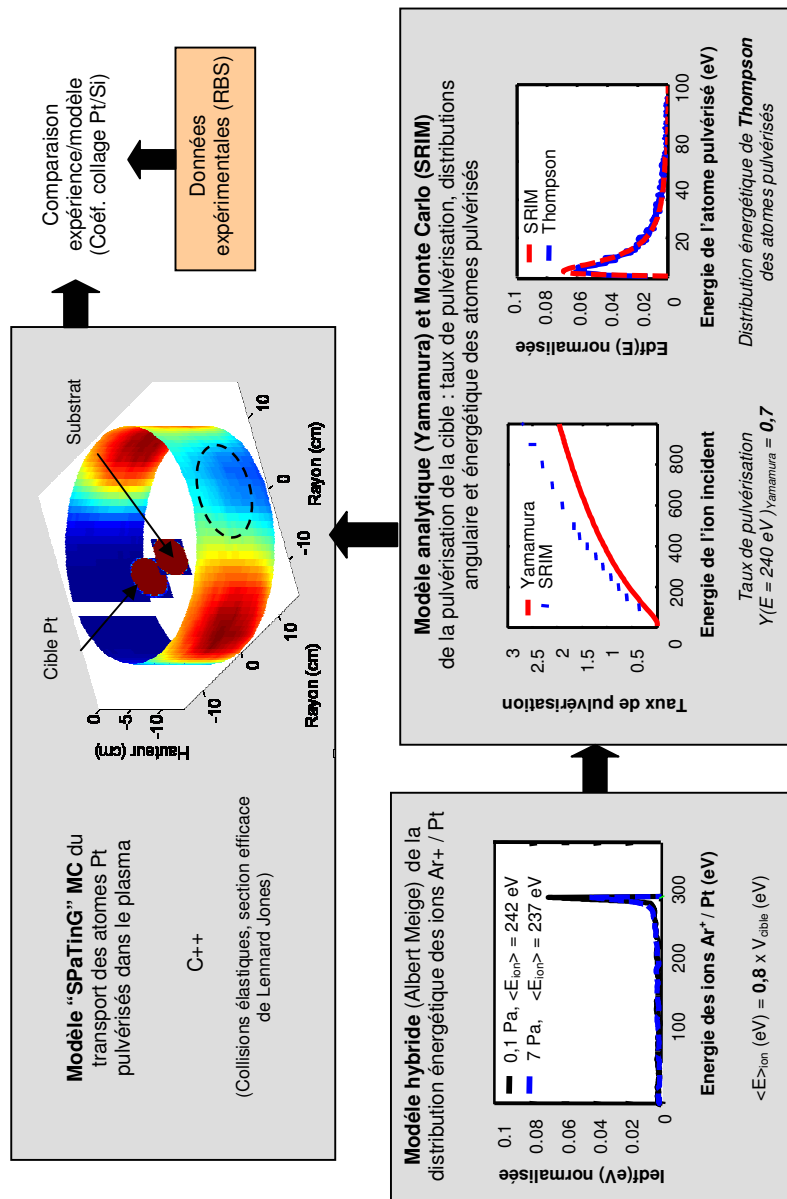 Modèle "SPaTinG" MC du
transport des atomes Pt
pulvérisés dans le plasma
C++
(Collisions élastiques, section efficace
de Lennard Jones)
Cible Pt
Substrat
0
-5
-10
Hauteur (cm)
-10
0
10
Rayon (cm)
-10
0
10
Rayon (cm)
Comparaison
expérience/modèle
(Coéf. collage Pt/Si)
Données
expérimentales (RBS)
Modèle hybride (Albert Meige) de la
distribution énergétique des ions Ar+ / Pt
0,1 Pa, <Eion> = 242 eV
7 Pa, <Eion> = 237 eV
Iedf(eV) normalisée
0.1
0.08
0.06
0.04
0.02
0
100
200
300
Energie des ions Ar+ / Pt (eV)
<E>ion (eV) = 0,8 x Vcible (eV)
Modèle analytique (Yamamura) et Monte Carlo (SRIM)
de la pulvérisation de la cible : taux de pulvérisation, distributions
angulaire et énergétique des atomes pulvérisés
Yamamura
SRIM
Taux de pulvérisation
3
2.5
2
1.5
1
0.5
0
200
400
600
800
Energie de l'ion incident
Taux de pulvérisation
Y(E = 240 eV )Yamamura = 0,7
SRIM
Thompson
Edf(E) normalisée
0.1
0.08
0.06
0.04
0.02
0
20
40
80
100
Energie de l'atome pulvérisé (eV)
Distribution énergétique de Thompson
des atomes pulvérisés